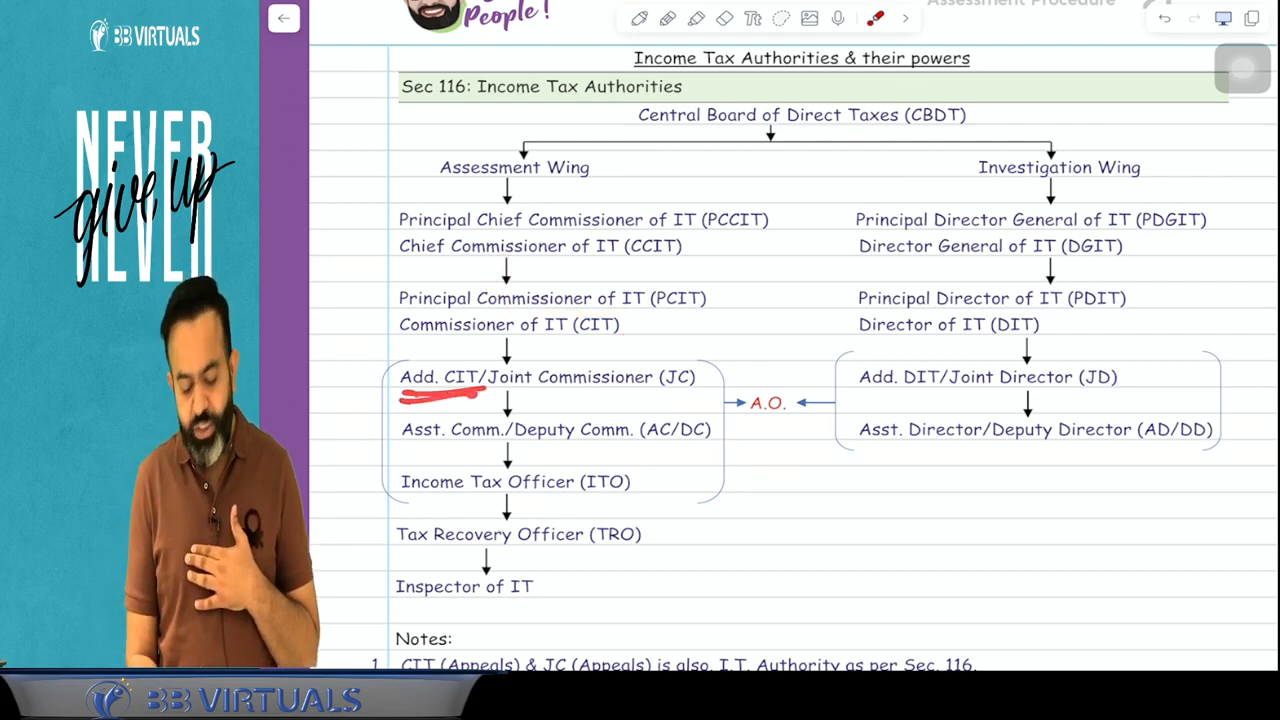 BB VIRTUALS
NEVER
give up
NEVER
People!
Assessment Procedure
Income Tax Authorities & their powers
Sec 116: Income Tax Authorities
Central Board of Direct Taxes (CBDT)
Assessment Wing
Investigation Wing
Principal Chief Commissioner of IT (PCCIT)
Principal Director General of IT (PDGIT)
Chief Commissioner of IT (CCIT)
Director General of IT (DGIT)
Principal Commissioner of IT (PCIT)
Principal Director of IT (PDIT)
Commissioner of IT (CIT)
Director of IT (DIT)
Add. CIT/Joint Commissioner (JC)
Add. DIT/Joint Director (JD)
A.O.
Asst. Comm./Deputy Comm. (AC/DC)
Asst. Director/Deputy Director (AD/DD)
Income Tax Officer (ITO)
Tax Recovery Officer (TRO)
Inspector of IT
Notes:
1 CIT (Appeals) & JC (Appeals) is also, I.T. Authority as per Sec. 116.
BB VIRTUALS